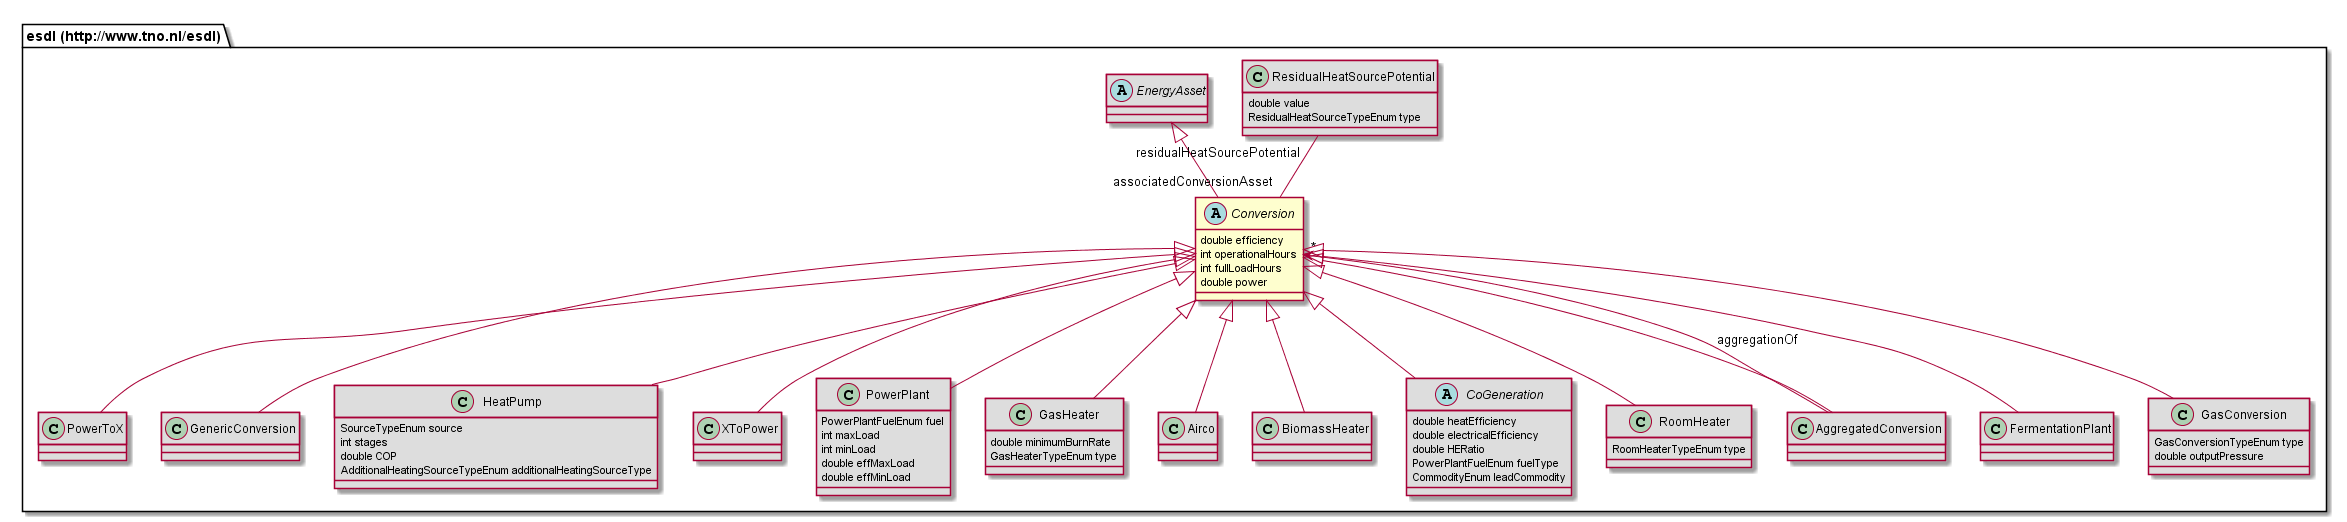 esdl (http://www.tno.nl/esdl)
A EnergyAsset
C ResidualHeatSourcePotential
double value
ResidualHeatSourceTypeEnum type
residualHeatSourcePotential
associatedConversionAsset
A Conversion
double efficiency
int operationalHours
int fullLoadHours
double power
*
aggregationOf
C PowerToX
C GenericConversion
C HeatPump
SourceTypeEnum source
int stages
double COP
AdditionalHeatingSourceTypeEnum additionalHeatingSourceType
C XToPower
C PowerPlant
PowerPlantFuelEnum fuel
int maxLoad
int minLoad
double effMaxLoad
double effMinLoad
C GasHeater
double minimumBurnRate
GasHeaterTypeEnum type
C Airco
C BiomassHeater
A CoGeneration
double heatEfficiency
double electricalEfficiency
double HERatio
PowerPlantFuelEnum fuelType
CommodityEnum leadCommodity
C RoomHeater
RoomHeaterTypeEnum type
C AggregatedConversion
C FermentationPlant
C GasConversion
GasConversionTypeEnum type
double outputPressure